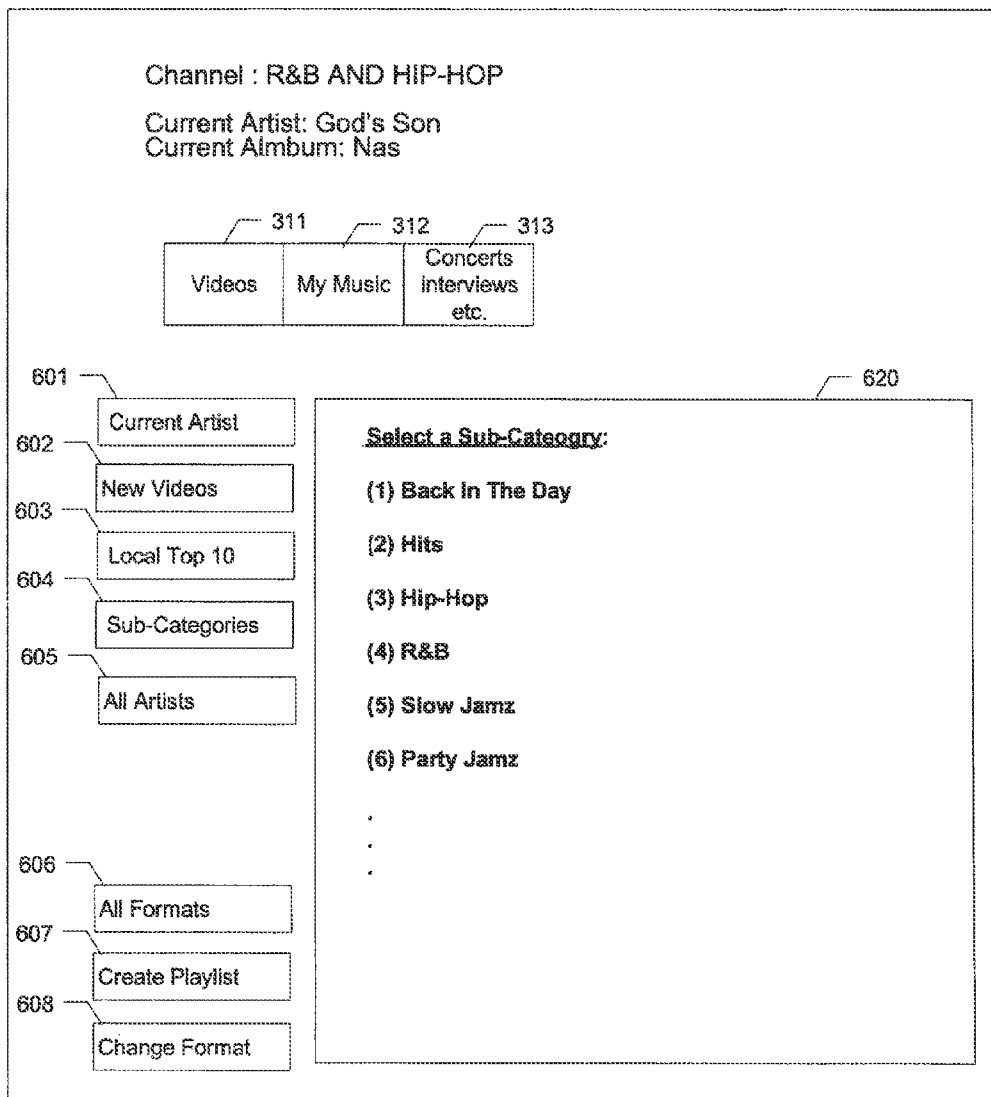 Channel : R&B AND HIP-HOP
Current Artist: God's Son
Current Almbum: Nas
311
312
313
Videos
My Music
Concerts
interviews
etc.
601
Current Artist
602
New Videos
603
Local Top 10
604
Sub-Categories
605
All Artists
606
All Formats
607
Create Playlist
608
Change Format
620
Select a Sub-Cateogry:
(1) Back In The Day
(2) Hits
(3) Hip-Hop
(4) R&B
(5) Slow Jamz
(6) Party Jamz
.
.
.